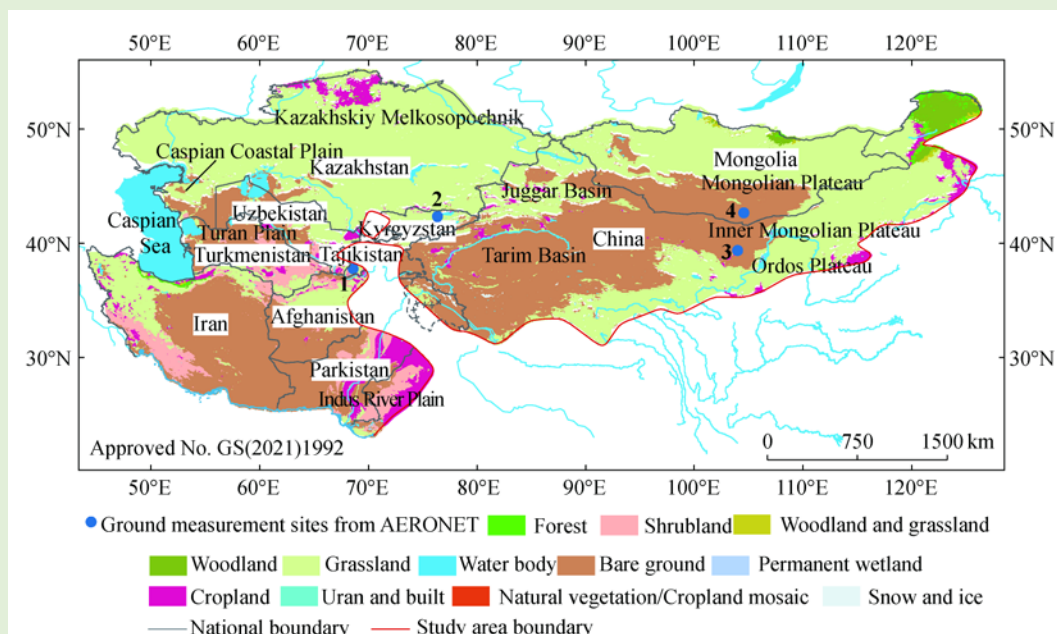 50°E 60°E 70°E 80°E 90°E 100°E 110°E 120°E
50°N 50°N
Kazakhskiy Melkosopochnik
Caspian Coastal Plain
Kazakhstan
Mongolia
Mongolian Plateau
Juggar Basin
Caspian
Sea
Uzbekistan
2
4
Turan Plain
Kyrgyzstan
China
Inner Mongolian Plateau
40°N 40°N
Turkmenistan
Tajikistan
Tarim Basin
3
Ordos Plateau
1
Iran
Afghanistan
30°N 30°N
Parkistan
Indus River Plain
Approved No. GS(2021)1992
0 750 1500 km
50°E 60°E 70°E 80°E 90°E 100°E 110°E 120°E
Ground measurement sites from AERONET Forest Shrubland Woodland and grassland
Woodland Grassland Water body Bare ground Permanent wetland
Cropland Uran and built Natural vegetation/Cropland mosaic Snow and ice
National boundary Study area boundary